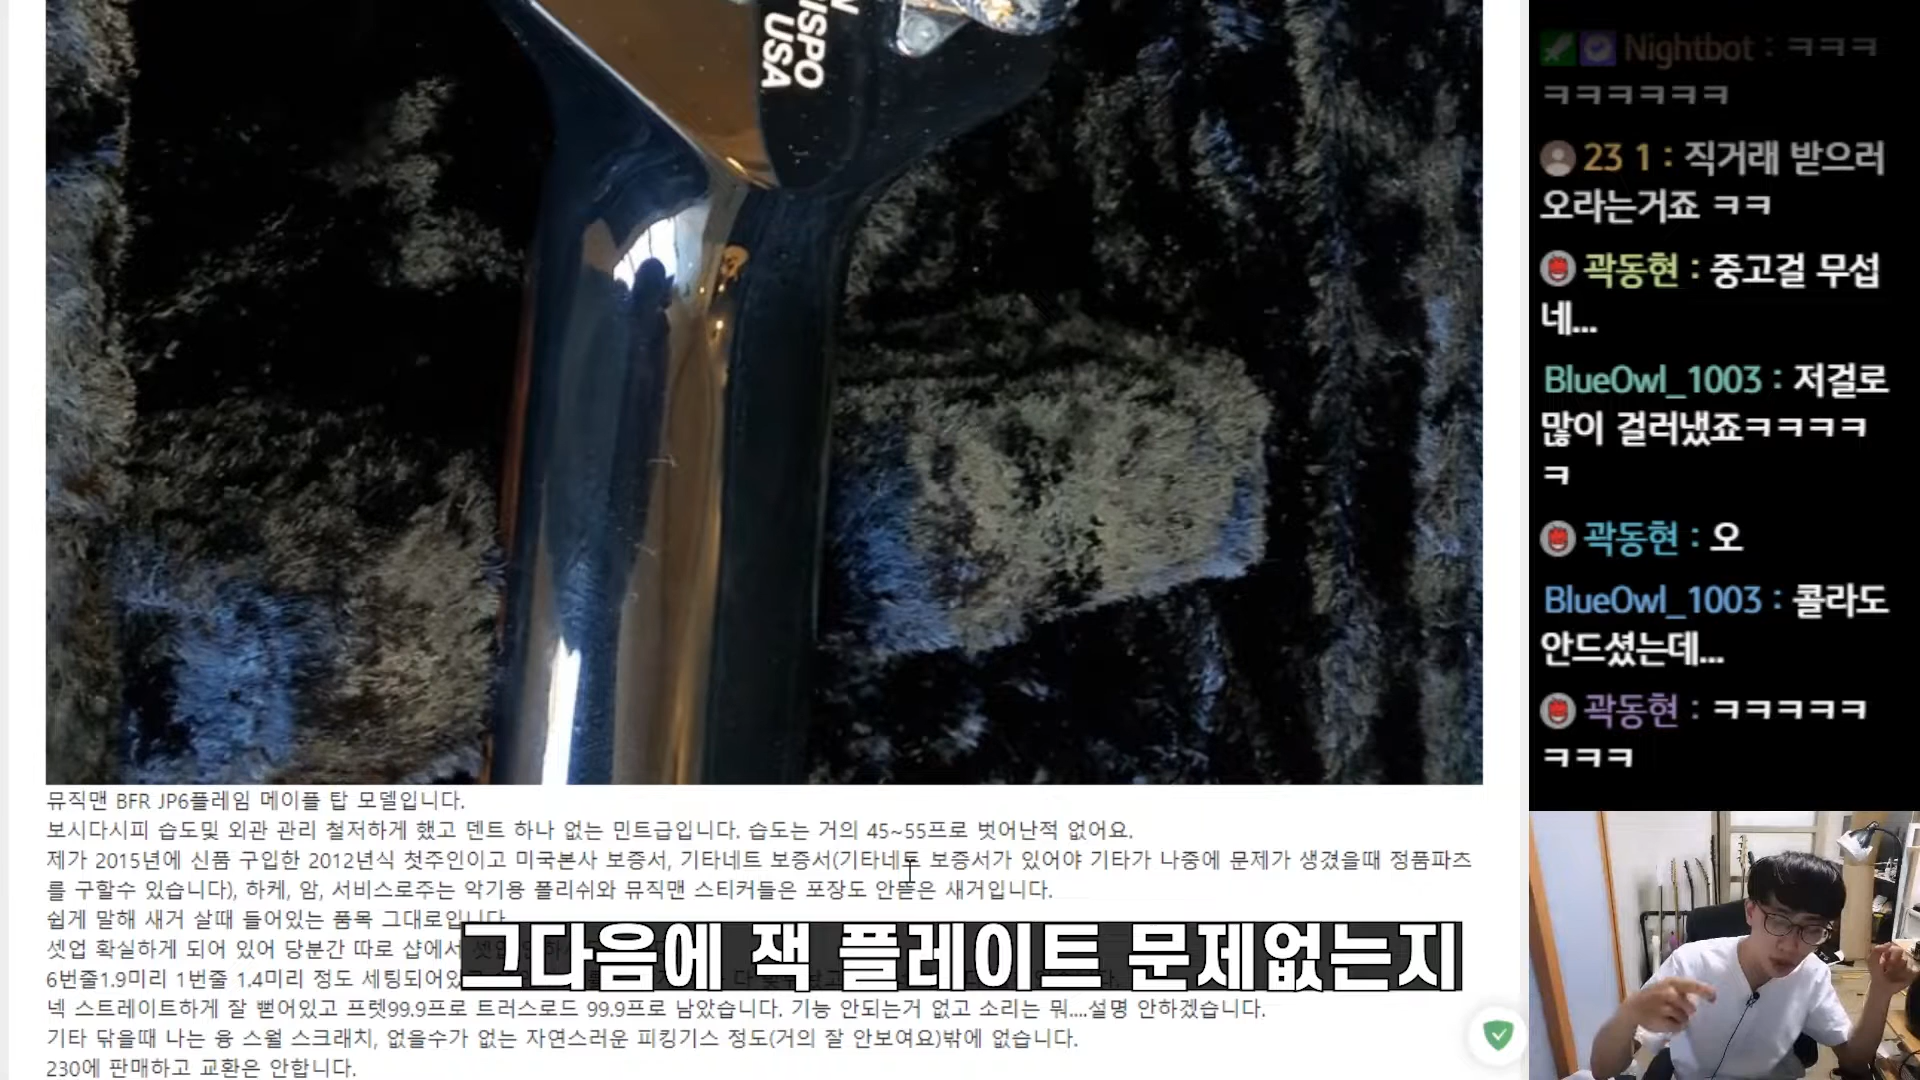 ISPO
USA
뮤직맨 BFR JP6플레임 메이플 탑 모델입니다.
보시다시피 습도및 외관 관리 철저하게 했고 덴트 하나 없는 민트급입니다. 습도는 거의 45~55프로 벗어난적 없어요.
제가 2015년에 신품 구입한 2012년식 첫주인이고 미국본사 보증서, 기타네트 보증서(기타네트 보증서가 있어야 기타가 나중에 문제가 생겼을때 정품파츠
를 구할수 있습니다), 하케, 암, 서비스로주는 악기용 폴리쉬와 뮤직맨 스티커들은 포장도 안뜯은 새거입니다.
쉽게 말해 새거 살때 들어있는 품목 그대로입니다
셋업 확실하게 되어 있어 당분간 따로 샵에서
6번줄1.9미리 1번줄 1.4미리 정도 세팅되어있
넥 스트레이트하게 잘 뻗어있고 프렛99.9프로 트러스로드 99.9프로 남았습니다. 기능 안되는거 없고 소리는 뭐....설명 안하겠습니다.
기타 닦을때 나는 융 스월 스크래치, 없을수가 없는 자연스러운 피킹기스 정도(거의 잘 안보여요)밖에 없습니다.
230에 판매하고 교환은 안합니다.
그다음에 잭 플레이트 문제없는지
Nightbot : ㅋㅋㅋ
ㅋㅋㅋㅋㅋㅋ
23 1 : 직거래 받으러
오라는거죠 ㅋㅋ
곽동현 : 중고걸 무섭
네...
BlueOwl_1003 : 저걸로
많이 걸러냈죠ㅋㅋㅋㅋ
ㅋ
곽동현 : 오
BlueOwl_1003 : 콜라도
안드셨는데...
곽동현 : ㅋㅋㅋㅋㅋ
ㅋㅋㅋ